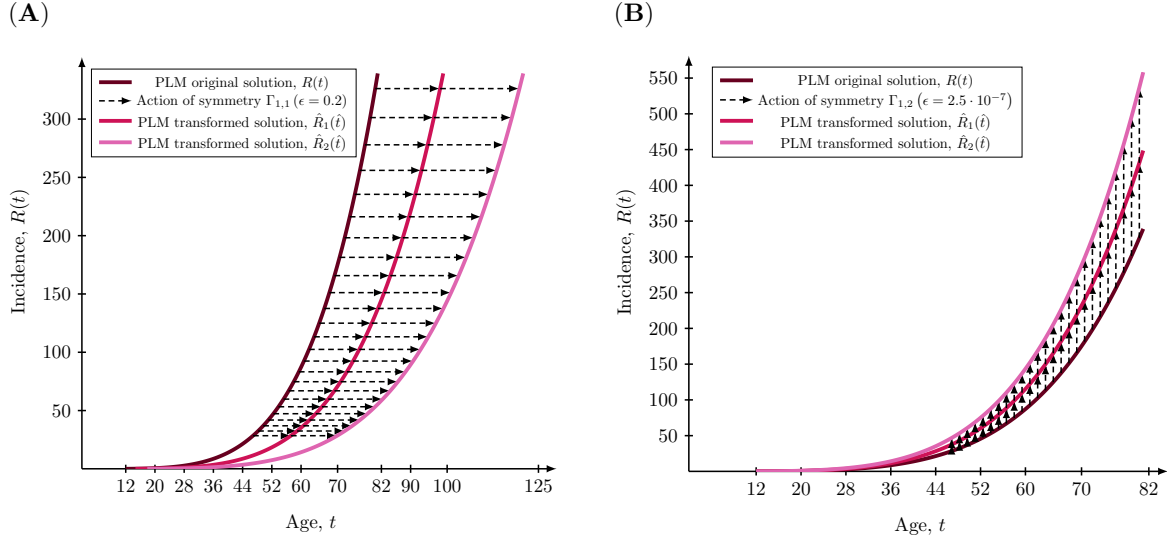 (A)
PLM original solution, R(t)
Action of symmetry Γ1,1 (ϵ = 0.2)
PLM transformed solution, R̂1(t̂)
PLM transformed solution, R̂2(t̂)
Incidence, R(t)
300
250
200
150
100
50
12 20 28 36 44 52 60 70 82 90 100 125
Age, t
(B)
PLM original solution, R(t)
Action of symmetry Γ1,2 (ϵ = 2.5 · 10⁻⁷)
PLM transformed solution, R̂1(t̂)
PLM transformed solution, R̂2(t̂)
Incidence, R(t)
550
500
450
400
350
300
250
200
150
100
50
12 20 28 36 44 52 60 70 82
Age, t